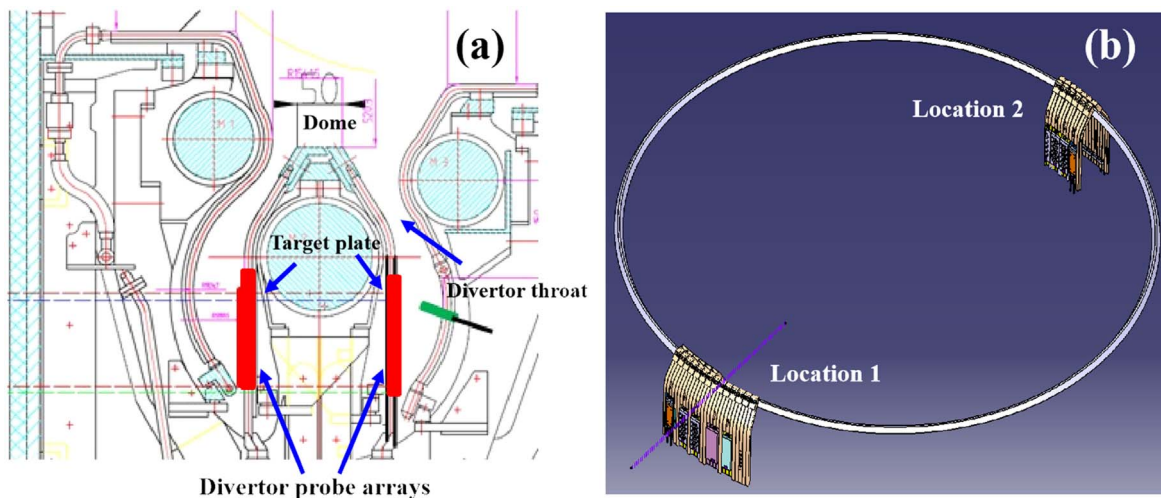 (a)
Dome
Target plate
Divertor throat
Divertor probe arrays
(b)
Location 2
Location 1